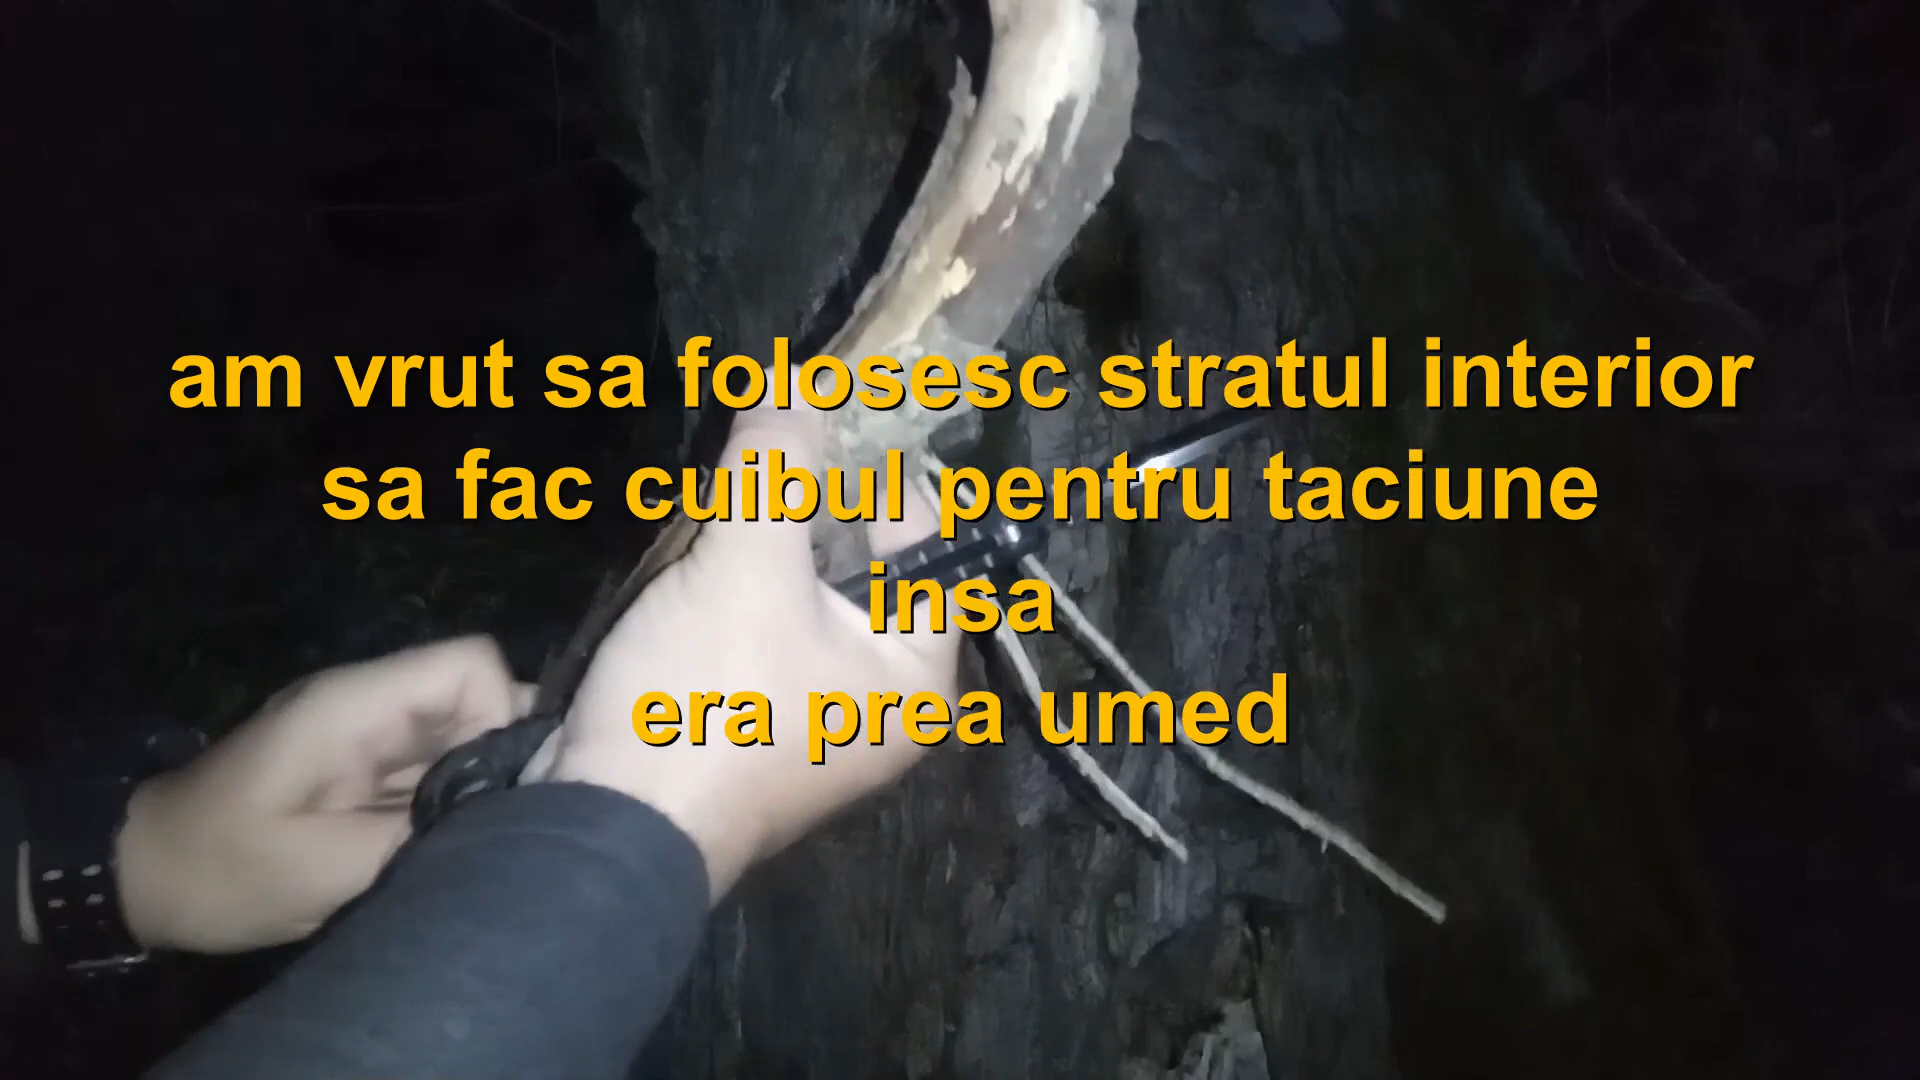 am vrut sa folosesc stratul interior
sa fac cuibul pentru taciune
insa
era prea umed